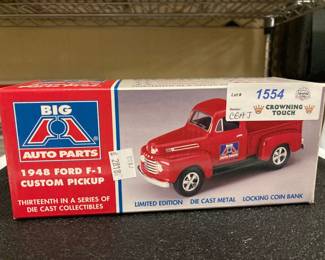 BIG
A
AUTO PARTS
1948 FORD F-1
CUSTOM PICKUP
THIRTEENTH IN A SERIES OF
DIE CAST COLLECTIBLES
Lot #
1554
CROWNING
TOUCH
LIMITED EDITION DIE CAST METAL LOCKING COIN BANK